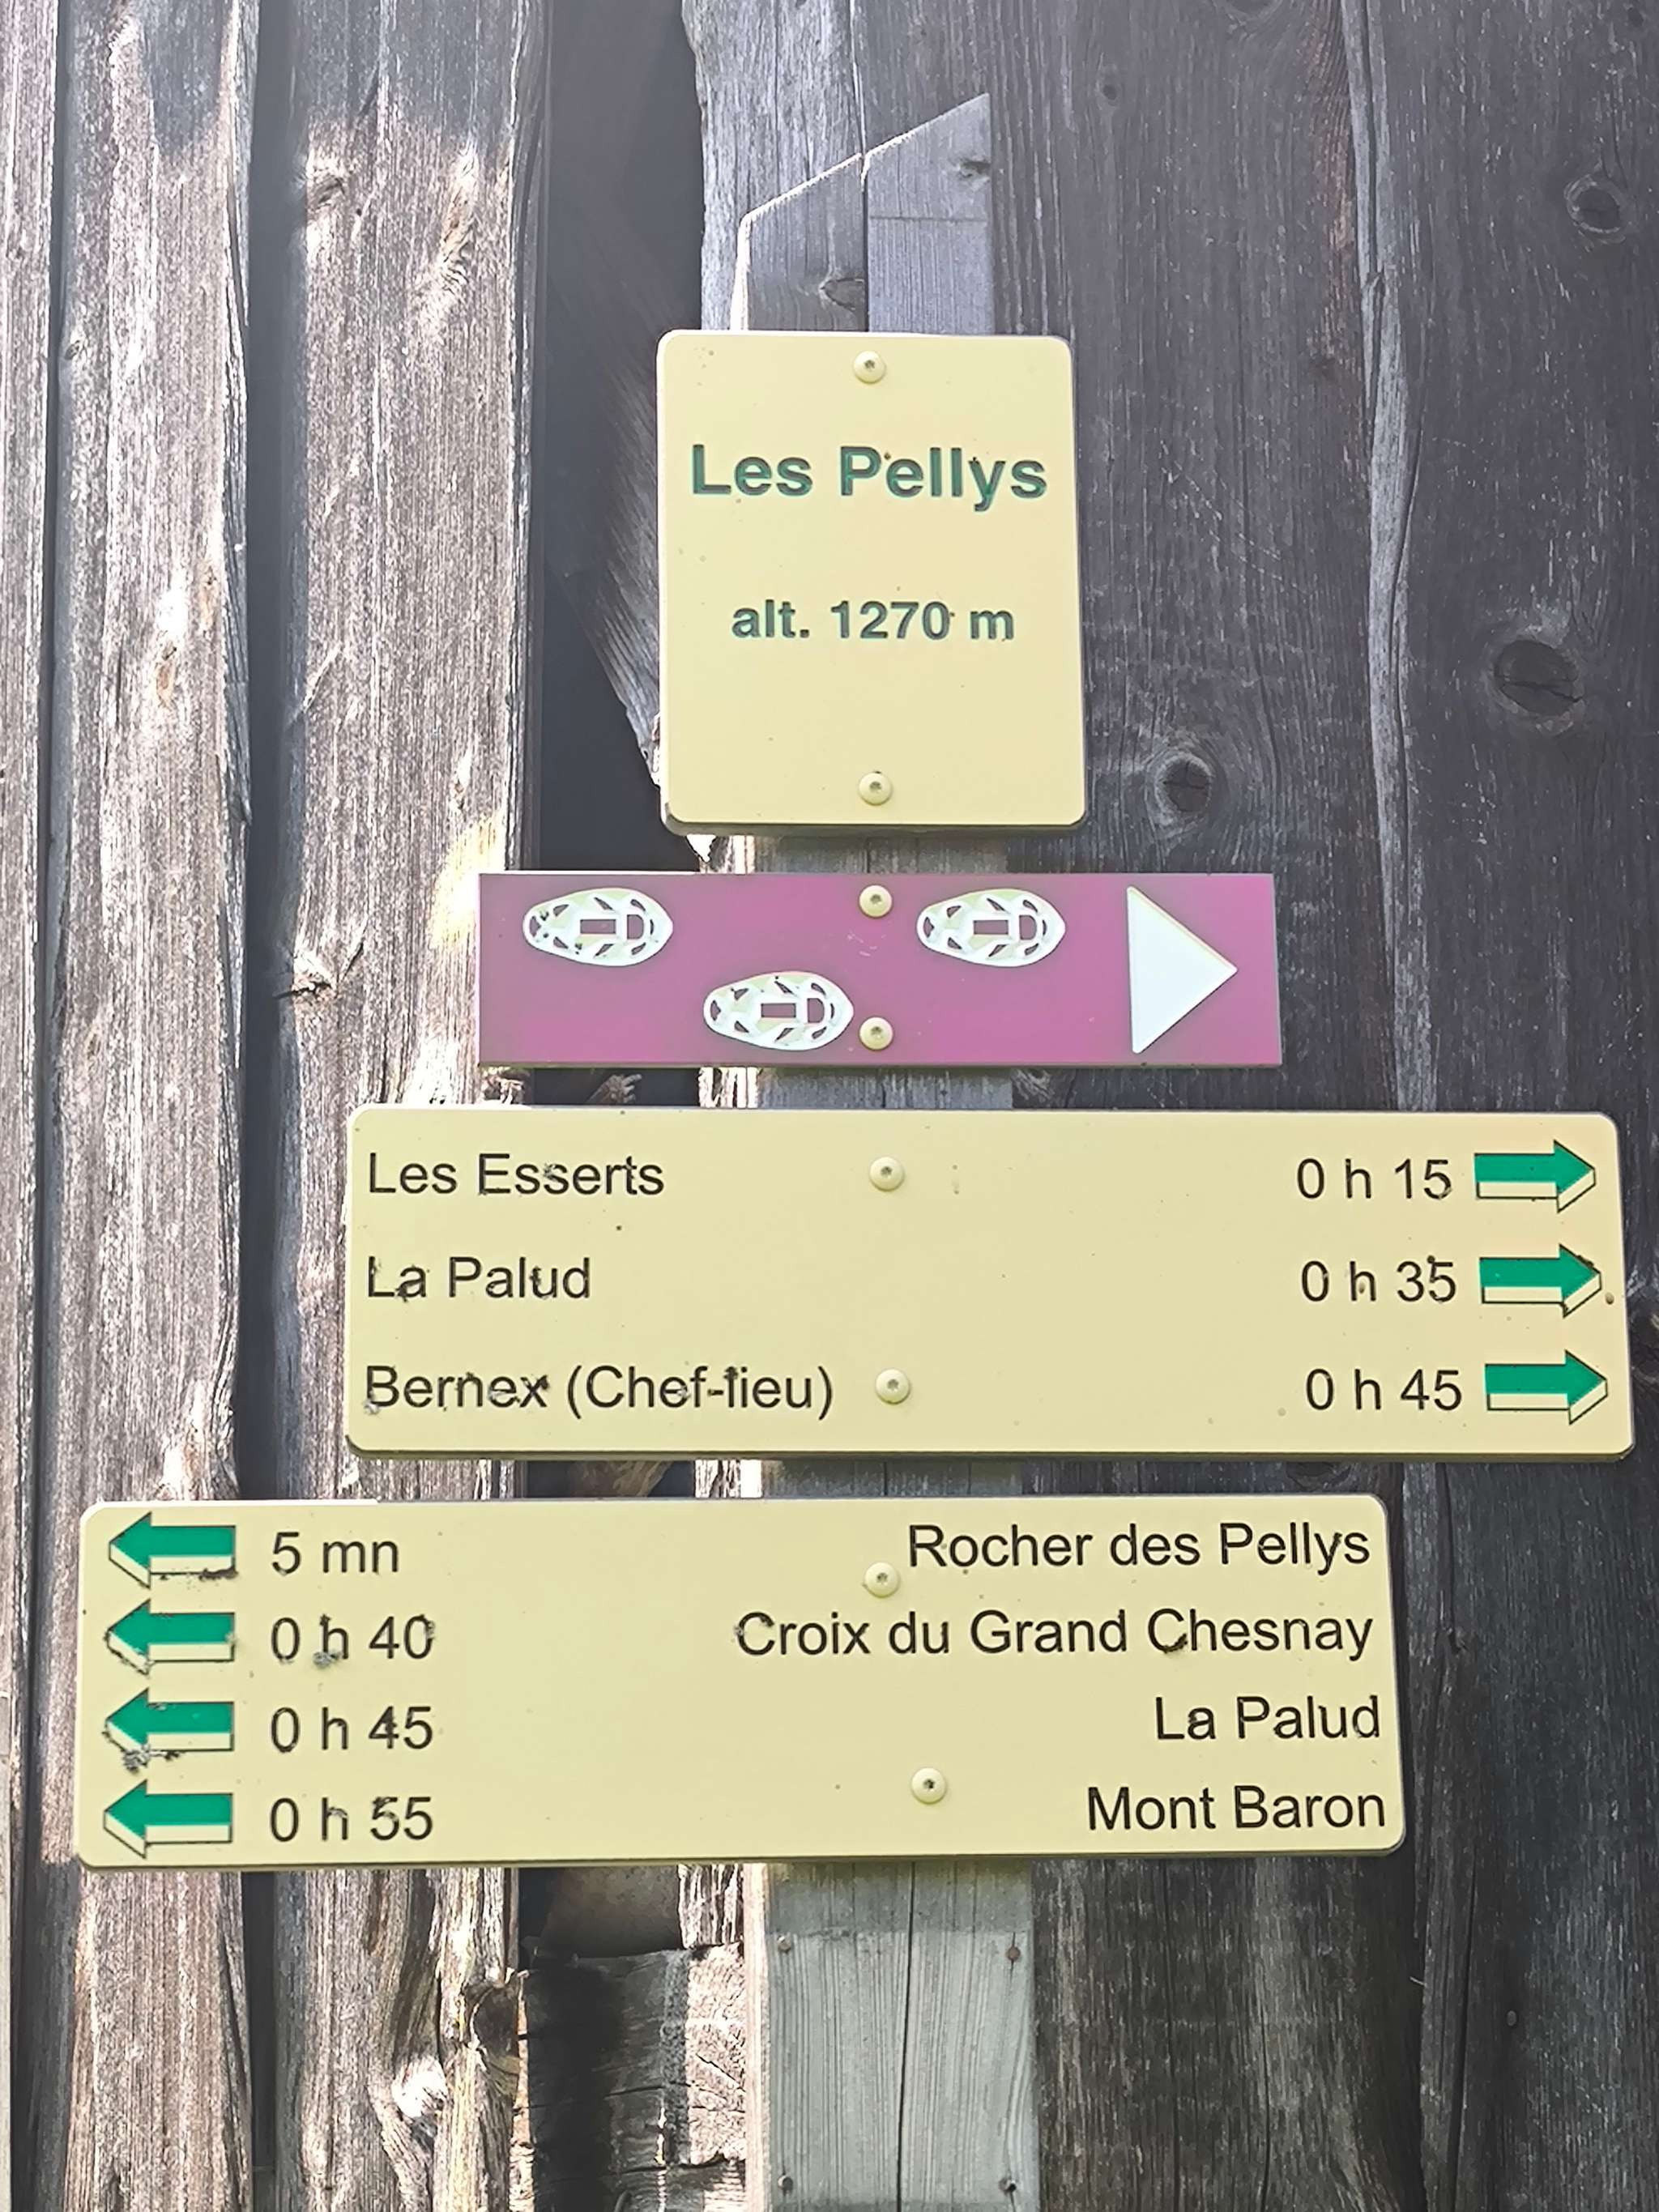 Les Pellys
alt. 1270 m
Les Esserts 0 h 15
La Palud 0 h 35
Bernex (Chef-lieu) 0 h 45
5 mn Rocher des Pellys
0 h 40 Croix du Grand Chesnay
0 h 45 La Palud
0 h 55 Mont Baron